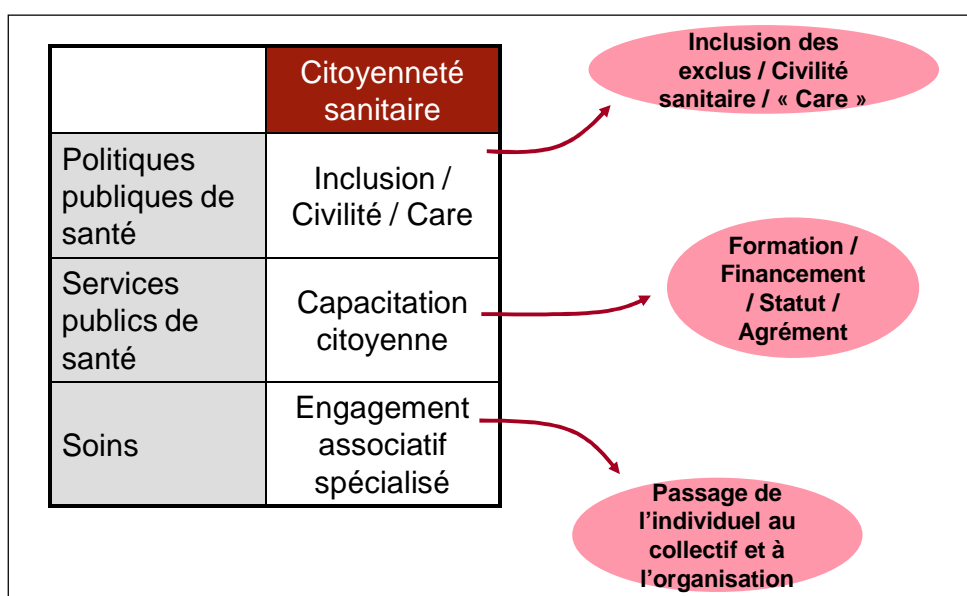 Citoyenneté
sanitaire
Inclusion des
exclus / Civilité
sanitaire / « Care »
Politiques
publiques de
santé
Inclusion /
Civilité / Care
Services
publics de
santé
Capacitation
citoyenne
Formation /
Financement
/ Statut /
Agrément
Soins
Engagement
associatif
spécialisé
Passage de
l’individuel au
collectif et à
l’organisation